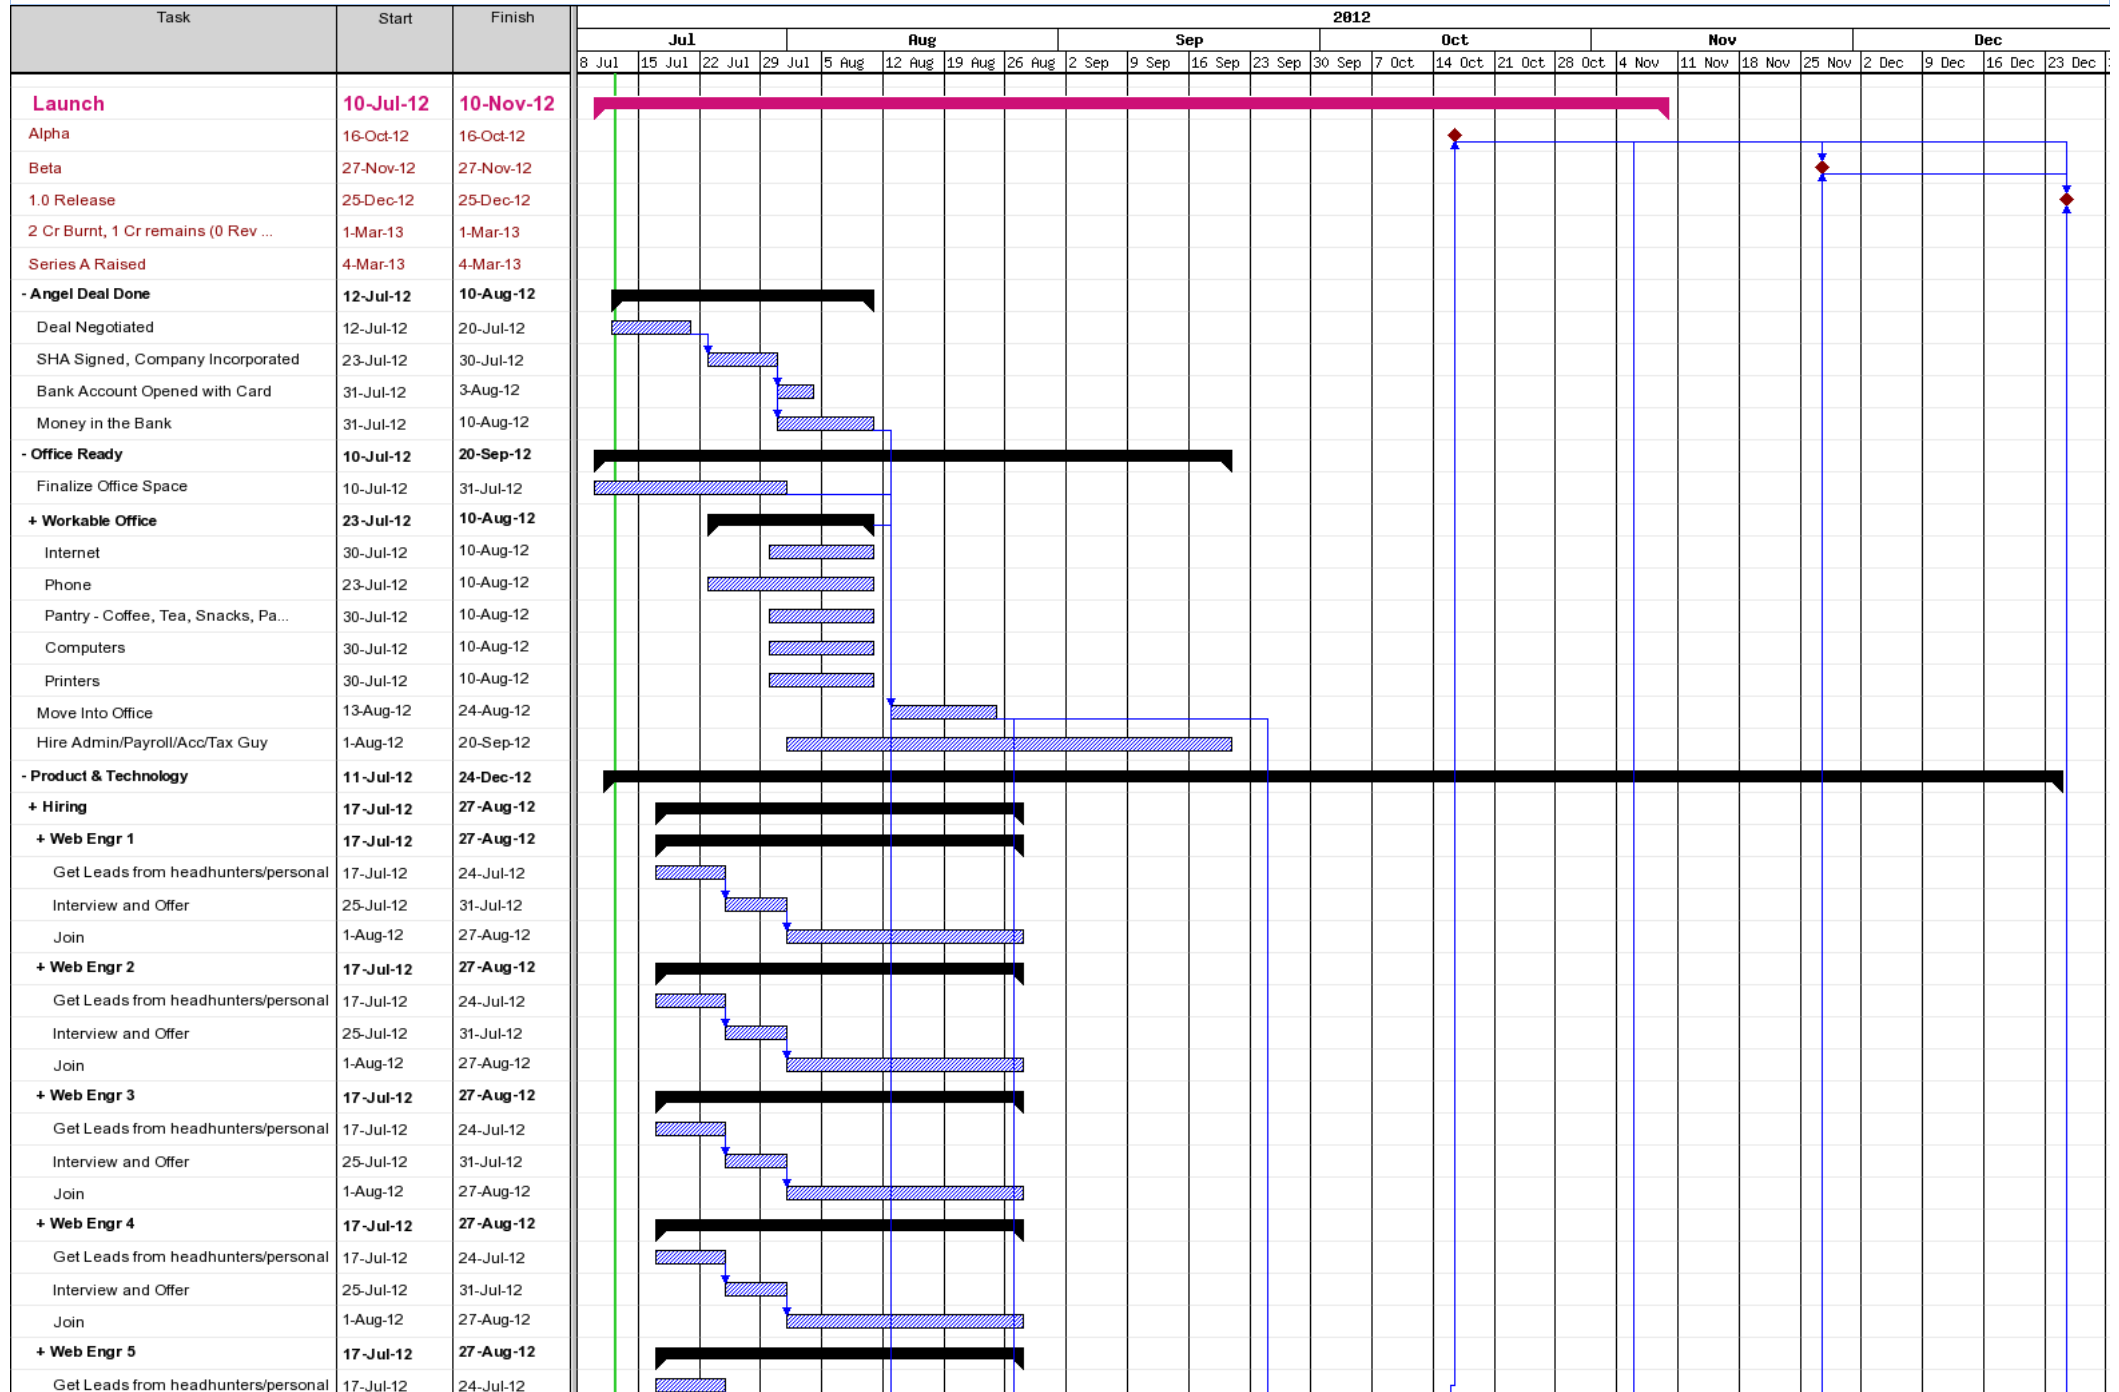 Task Start Finish 2012
Jul Aug Sep Oct Nov Dec
8 Jul 15 Jul 22 Jul 29 Jul 5 Aug 12 Aug 19 Aug 26 Aug 2 Sep 9 Sep 16 Sep 23 Sep 30 Sep 7 Oct 14 Oct 21 Oct 28 Oct 4 Nov 11 Nov 18 Nov 25 Nov 2 Dec 9 Dec 16 Dec 23 Dec
Launch 10-Jul-12 10-Nov-12
Alpha 16-Oct-12 16-Oct-12
Beta 27-Nov-12 27-Nov-12
1.0 Release 25-Dec-12 25-Dec-12
2 Cr Burnt, 1 Cr remains (0 Rev ... 1-Mar-13 1-Mar-13
Series A Raised 4-Mar-13 4-Mar-13
- Angel Deal Done 12-Jul-12 10-Aug-12
Deal Negotiated 12-Jul-12 20-Jul-12
SHA Signed, Company Incorporated 23-Jul-12 30-Jul-12
Bank Account Opened with Card 31-Jul-12 3-Aug-12
Money in the Bank 31-Jul-12 10-Aug-12
- Office Ready 10-Jul-12 20-Sep-12
Finalize Office Space 10-Jul-12 31-Jul-12
+ Workable Office 23-Jul-12 10-Aug-12
Internet 30-Jul-12 10-Aug-12
Phone 23-Jul-12 10-Aug-12
Pantry - Coffee, Tea, Snacks, Pa... 30-Jul-12 10-Aug-12
Computers 30-Jul-12 10-Aug-12
Printers 30-Jul-12 10-Aug-12
Move Into Office 13-Aug-12 24-Aug-12
Hire Admin/Payroll/Acc/Tax Guy 1-Aug-12 20-Sep-12
- Product & Technology 11-Jul-12 24-Dec-12
+ Hiring 17-Jul-12 27-Aug-12
+ Web Engr 1 17-Jul-12 27-Aug-12
Get Leads from headhunters/personal 17-Jul-12 24-Jul-12
Interview and Offer 25-Jul-12 31-Jul-12
Join 1-Aug-12 27-Aug-12
+ Web Engr 2 17-Jul-12 27-Aug-12
Get Leads from headhunters/personal 17-Jul-12 24-Jul-12
Interview and Offer 25-Jul-12 31-Jul-12
Join 1-Aug-12 27-Aug-12
+ Web Engr 3 17-Jul-12 27-Aug-12
Get Leads from headhunters/personal 17-Jul-12 24-Jul-12
Interview and Offer 25-Jul-12 31-Jul-12
Join 1-Aug-12 27-Aug-12
+ Web Engr 4 17-Jul-12 27-Aug-12
Get Leads from headhunters/personal 17-Jul-12 24-Jul-12
Interview and Offer 25-Jul-12 31-Jul-12
Join 1-Aug-12 27-Aug-12
+ Web Engr 5 17-Jul-12 27-Aug-12
Get Leads from headhunters/personal 17-Jul-12 24-Jul-12